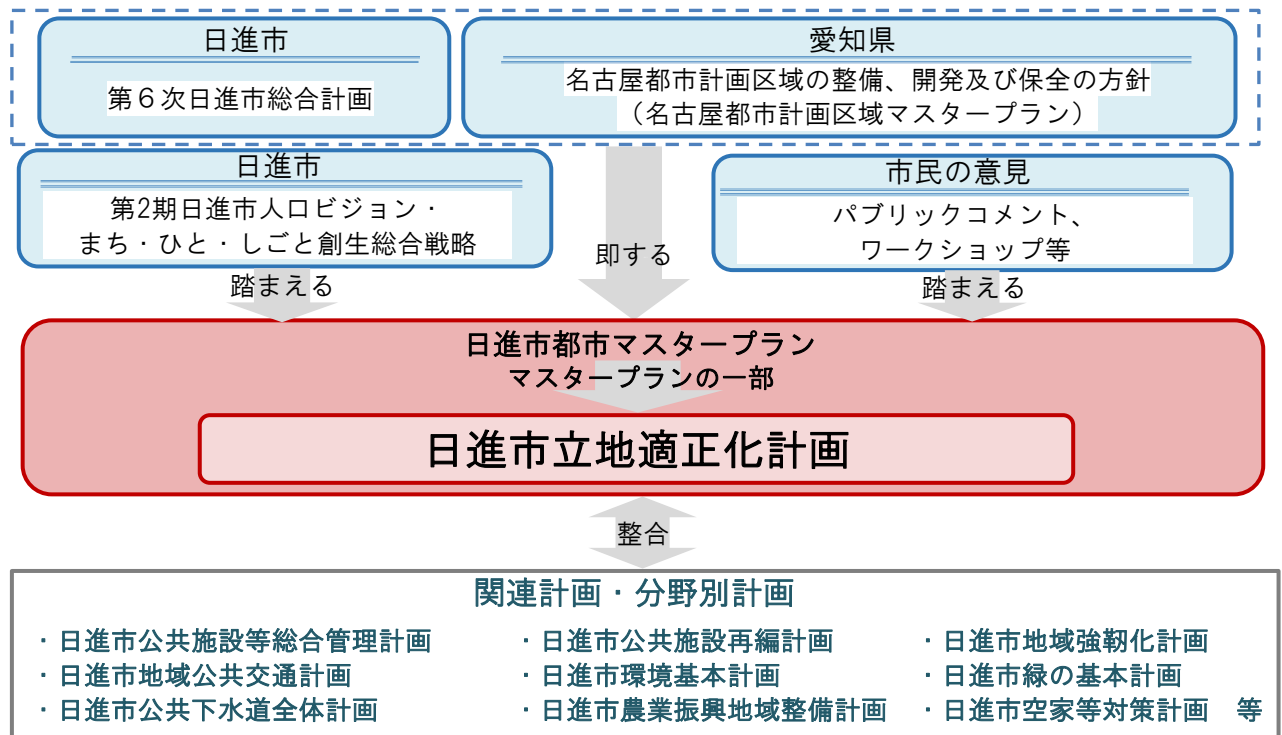 日進市
第6次日進市総合計画
愛知県
名古屋都市計画区域の整備、開発及び保全の方針
（名古屋都市計画区域マスタープラン）
日進市
第2期日進市人口ビジョン・
まち・ひと・しごと創生総合戦略
市民の意見
パブリックコメント、
ワークショップ等
踏まえる
即する
踏まえる
日進市都市マスタープラン
マスタープランの一部
日進市立地適正化計画
整合
関連計画・分野別計画
・日進市公共施設等総合管理計画
・日進市公共施設再編計画
・日進市地域強靭化計画
・日進市地域公共交通計画
・日進市環境基本計画
・日進市緑の基本計画
・日進市公共下水道全体計画
・日進市農業振興地域整備計画
・日進市空家等対策計画　等